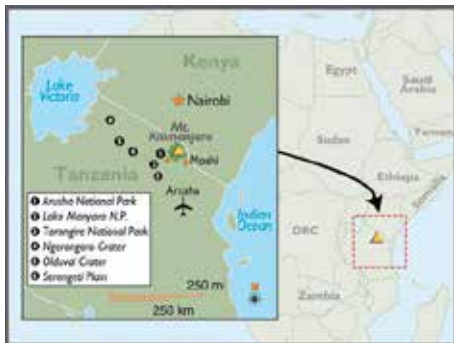 Kenya
Lake
Victoria
Nairobi
Mt.
Kilimanjaro
Moshi
Tanzania
Arusha
Arusha National Park
Lake Manyara N.P.
Tarangire National Park
Ngorongoro Crater
Olduvai Crater
Serengeti Plain
Indian
Ocean
250 mi
250 km
Egypt
Saudi
Arabia
Sudan
Yemen
Ethiopia
Somalia
DRC
Zambia